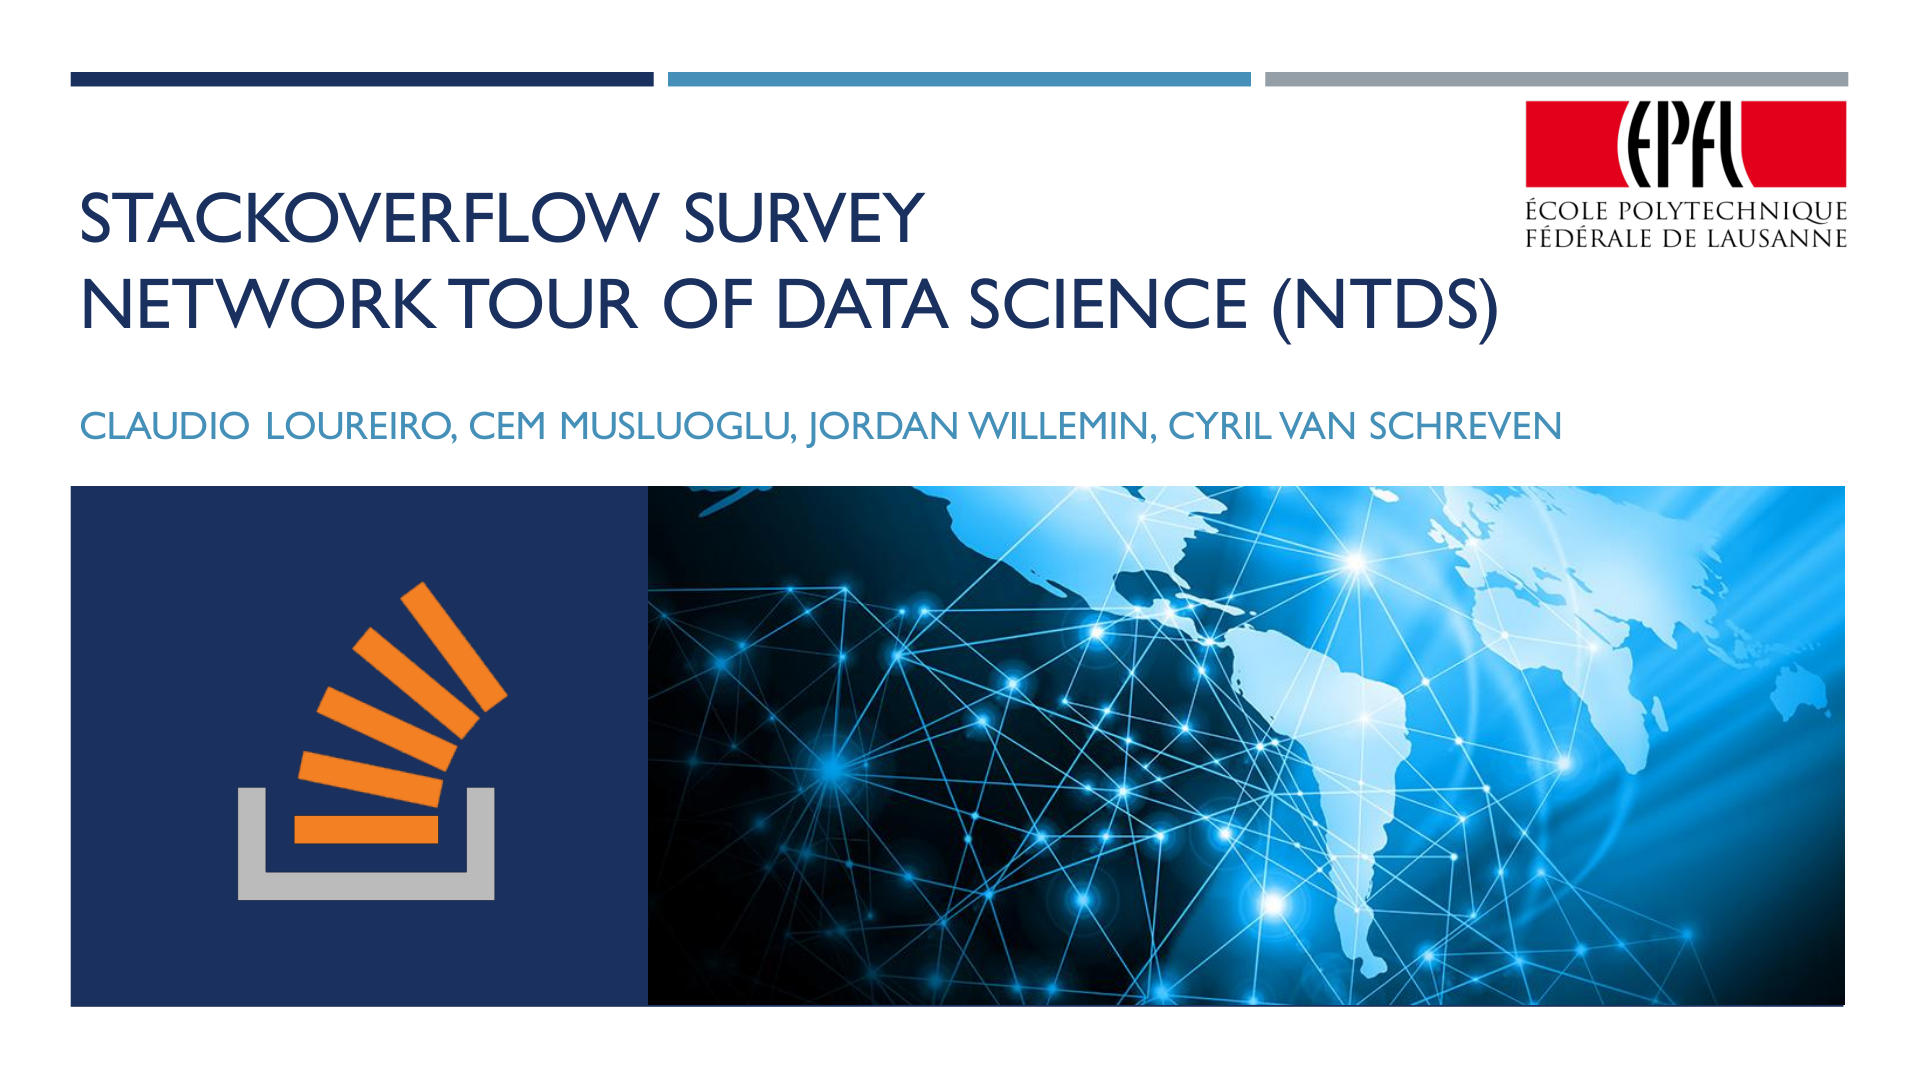 EPFL
ÉCOLE POLYTECHNIQUE
FÉDÉRALE DE LAUSANNE
STACKOVERFLOW SURVEY
NETWORK TOUR OF DATA SCIENCE (NTDS)
CLAUDIO LOUREIRO, CEM MUSLUOGLU, JORDAN WILLEMIN, CYRIL VAN SCHREVEN